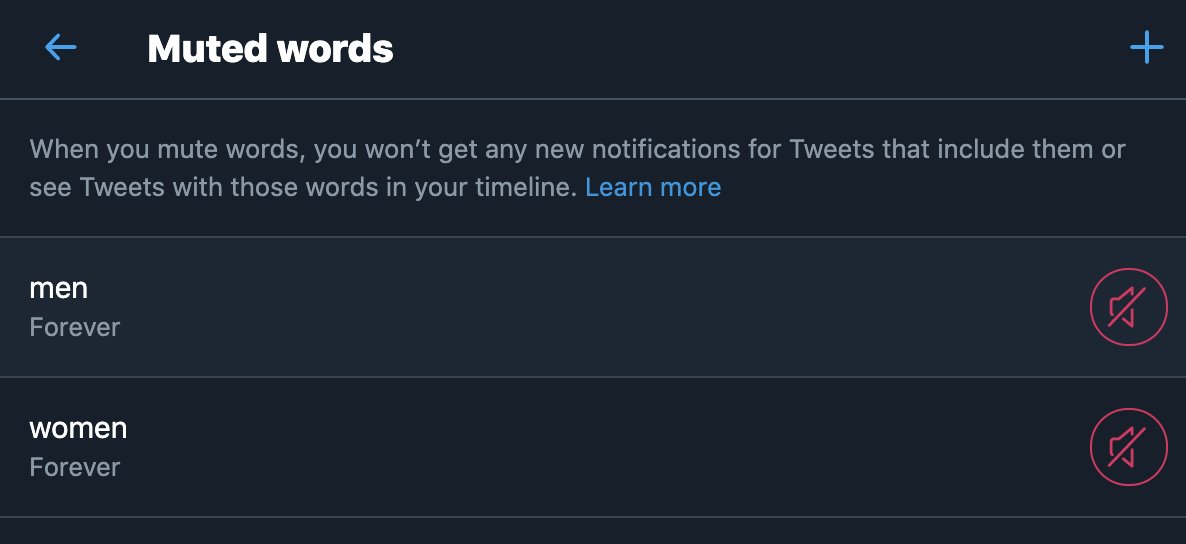 Muted words
When you mute words, you won’t get any new notifications for Tweets that include them or
see Tweets with those words in your timeline. Learn more
men
Forever
women
Forever